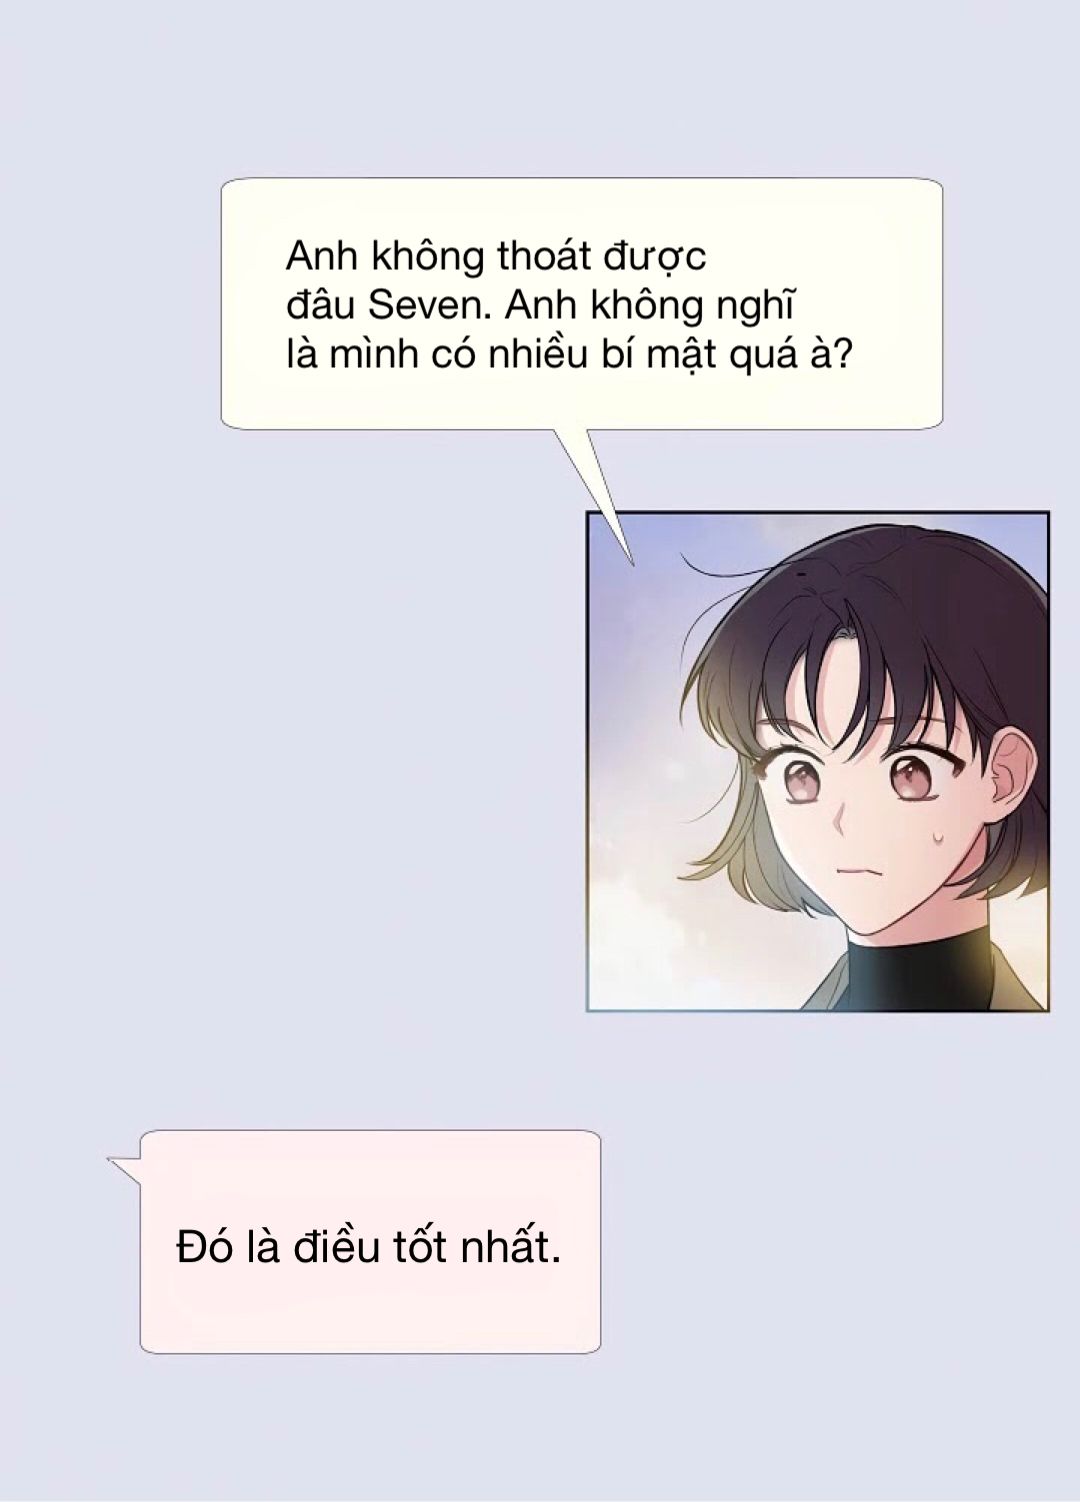 Anh không thoát được
đâu Seven. Anh không nghĩ
là mình có nhiều bí mật quá à?
Đó là điều tốt nhất.